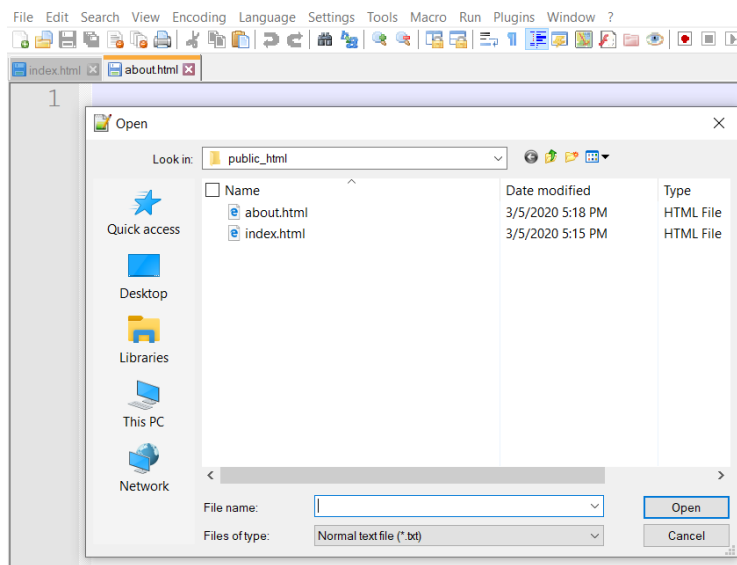 File Edit Search View Encoding Language Settings Tools Macro Run Plugins Window ?
index.html about.html
1
Open
Look in: public_html
Name Date modified Type
about.html 3/5/2020 5:18 PM HTML File
index.html 3/5/2020 5:15 PM HTML File
Quick access
Desktop
Libraries
This PC
Network
File name: Open
Files of type: Normal text file (*.txt) Cancel